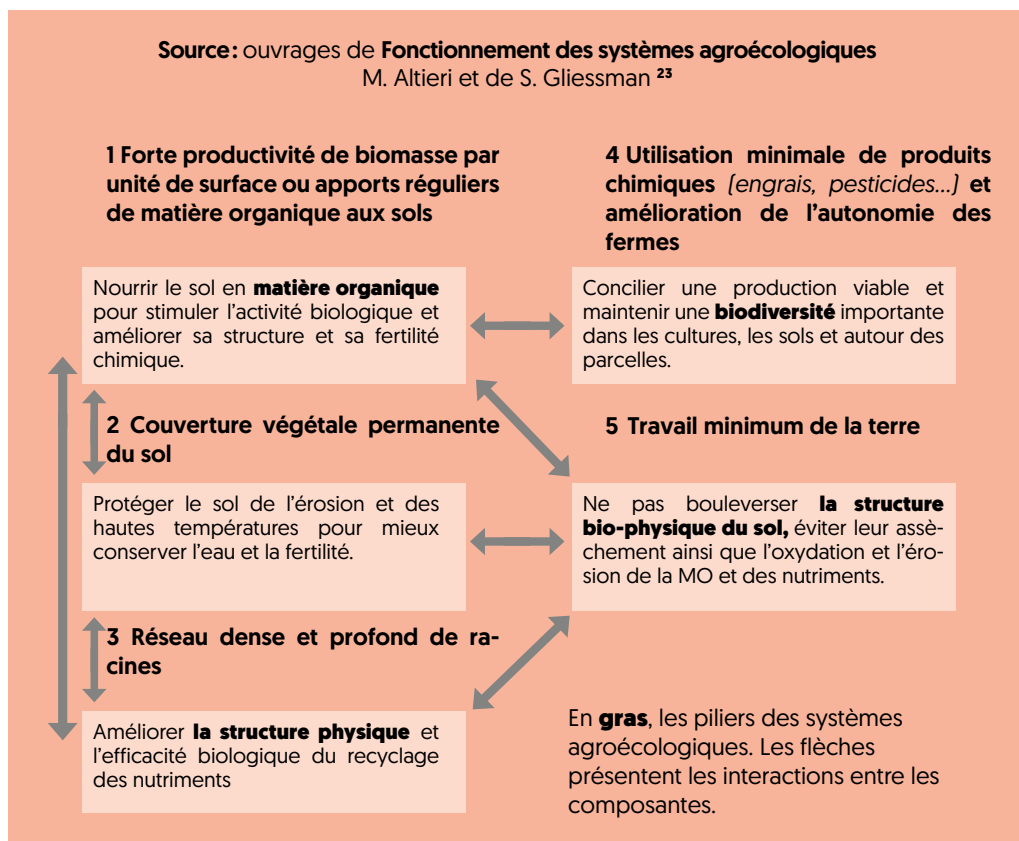 Source : ouvrages de Fonctionnement des systèmes agroécologiques
M. Altieri et de S. Gliessman 23
1 Forte productivité de biomasse par
unité de surface ou apports réguliers
de matière organique aux sols
Nourrir le sol en matière organique
pour stimuler l'activité biologique et
améliorer sa structure et sa fertilité
chimique.
2 Couverture végétale permanente
du sol
Protéger le sol de l'érosion et des
hautes températures pour mieux
conserver l'eau et la fertilité.
3 Réseau dense et profond de ra-
cines
Améliorer la structure physique et
l'efficacité biologique du recyclage
des nutriments
4 Utilisation minimale de produits
chimiques (engrais, pesticides...) et
amélioration de l'autonomie des
fermes
Concilier une production viable et
maintenir une biodiversité importante
dans les cultures, les sols et autour des
parcelles.
5 Travail minimum de la terre
Ne pas bouleverser la structure
bio-physique du sol, éviter leur assè-
chement ainsi que l'oxydation et l'éro-
sion de la MO et des nutriments.
En gras, les piliers des systèmes
agroécologiques. Les flèches
présentent les interactions entre les
composantes.